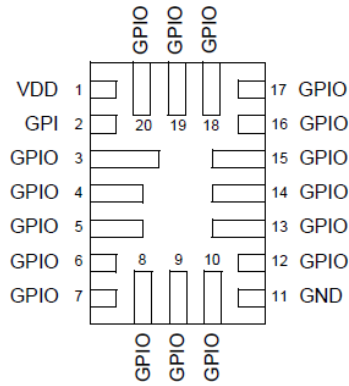 GPIO GPIO GPIO
VDD 1 17 GPIO
GPI 2 20 19 18 16 GPIO
GPIO 3 15 GPIO
GPIO 4 14 GPIO
GPIO 5 13 GPIO
GPIO 6 8 9 10 12 GPIO
GPIO 7 11 GND
GPIO GPIO GPIO